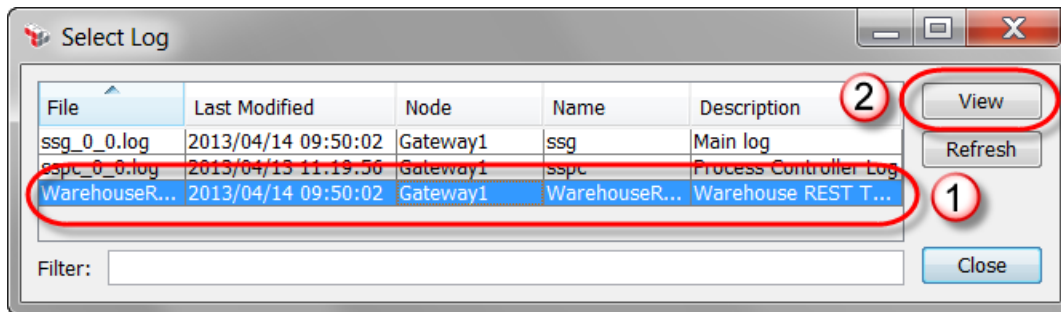 Select Log
File Last Modified Node Name Description
ssg_0_0.log 2013/04/14 09:50:02 Gateway1 ssg Main log
sspc_0_0.log 2013/04/13 11:19:56 Gateway1 sspc Process Controller Log
WarehouseR... 2013/04/14 09:50:02 Gateway1 WarehouseR... Warehouse REST T...
2
View
Refresh
1
Filter:
Close